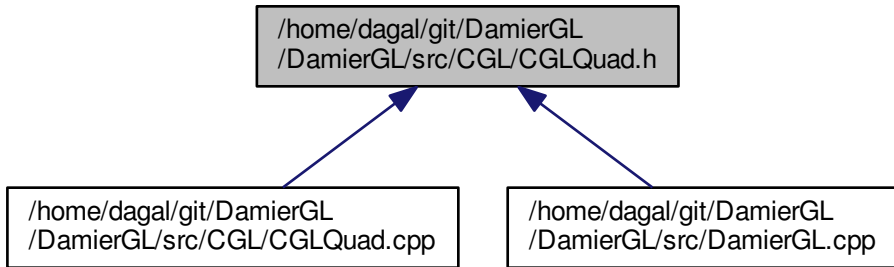 /home/dagal/git/DamierGL
/DamierGL/src/CGL/CGLQuad.h
/home/dagal/git/DamierGL
/DamierGL/src/CGL/CGLQuad.cpp
/home/dagal/git/DamierGL
/DamierGL/src/DamierGL.cpp